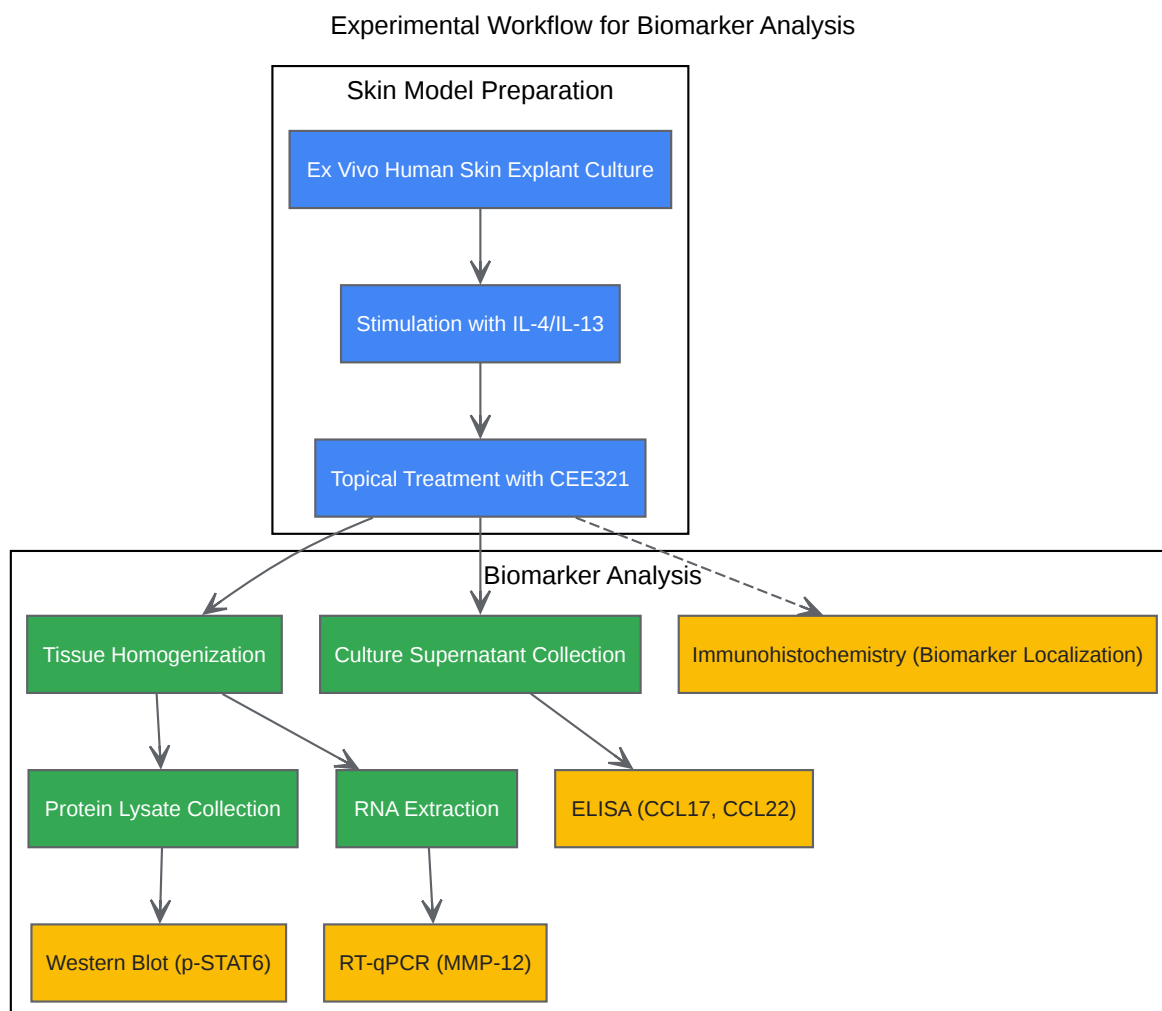 Experimental Workflow for Biomarker Analysis
Skin Model Preparation
Ex Vivo Human Skin Explant Culture
Stimulation with IL-4/IL-13
Topical Treatment with CEE321
Biomarker Analysis
Tissue Homogenization
Culture Supernatant Collection
Immunohistochemistry (Biomarker Localization)
Protein Lysate Collection
RNA Extraction
ELISA (CCL17, CCL22)
Western Blot (p-STAT6)
RT-qPCR (MMP-12)